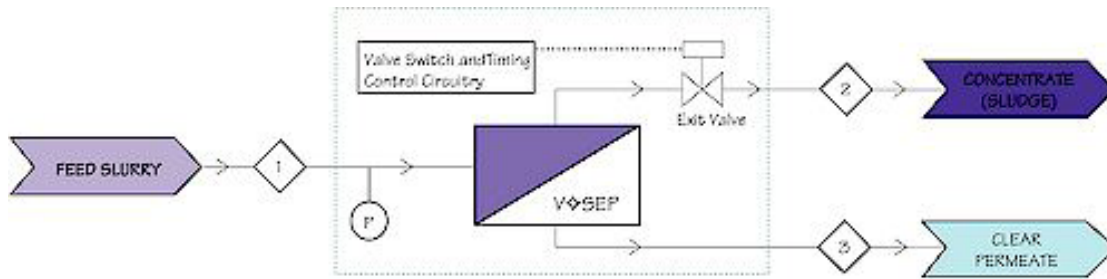 Valve Switch and Timing
Control Circuitry
2
CONCENTRATE
(SLUDGE)
Exit Valve
FEED SLURRY
1
P
V◇SEP
3
CLEAR
PERMEATE